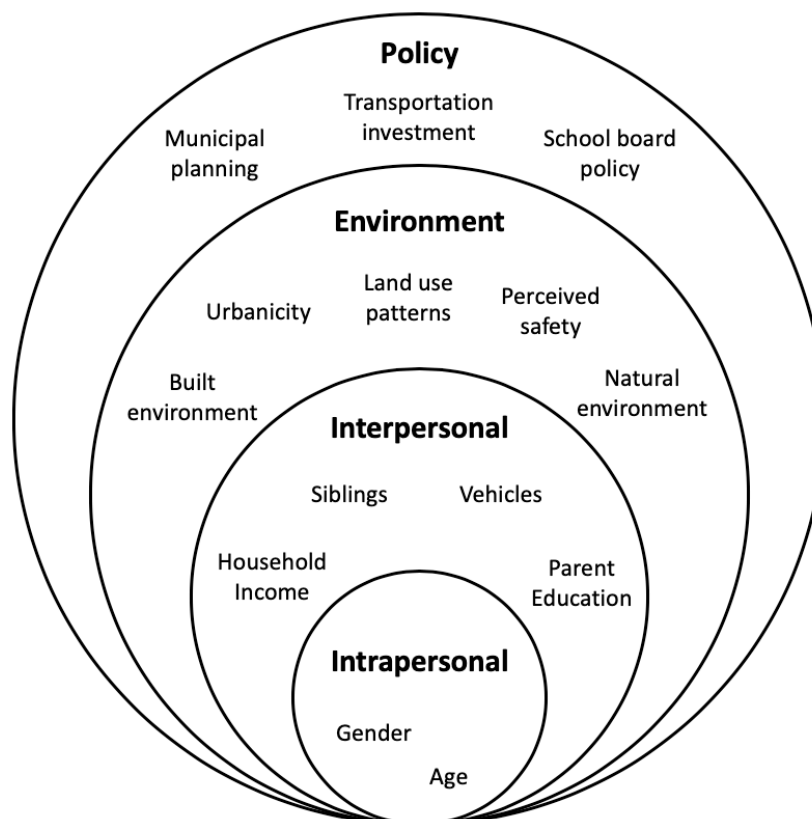 Policy
Transportation
investment
Municipal
planning
School board
policy
Environment
Land use
patterns
Urbanicity
Perceived
safety
Built
environment
Natural
environment
Interpersonal
Siblings
Vehicles
Household
Income
Parent
Education
Intrapersonal
Gender
Age